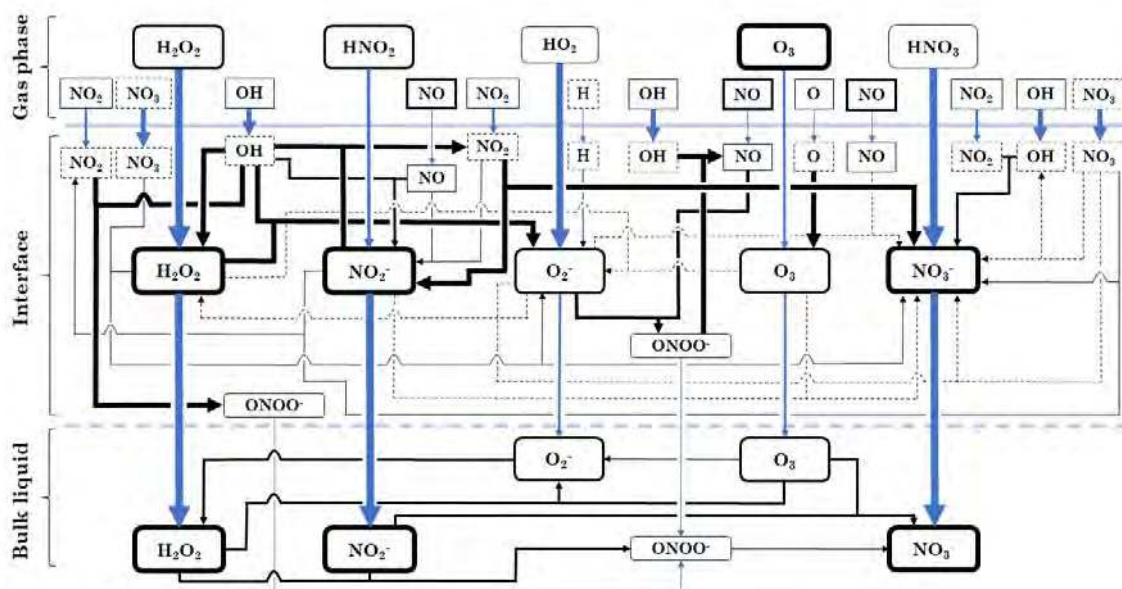 Gas phase
H₂O₂ HNO₂ HO₂ O₃ HNO₃
NO₂ NO₃ OH NO NO₂ H OH NO O NO NO₂ OH NO₃
Interface
NO₂ NO₃ OH NO NO₂ H OH NO O NO NO₂ OH NO₃
H₂O₂ NO₂⁻ O₂⁻ O₃ NO₃⁻
ONOO⁻
ONOO⁻
Bulk liquid
O₂⁻ O₃
H₂O₂ NO₂⁻ ONOO⁻ NO₃⁻